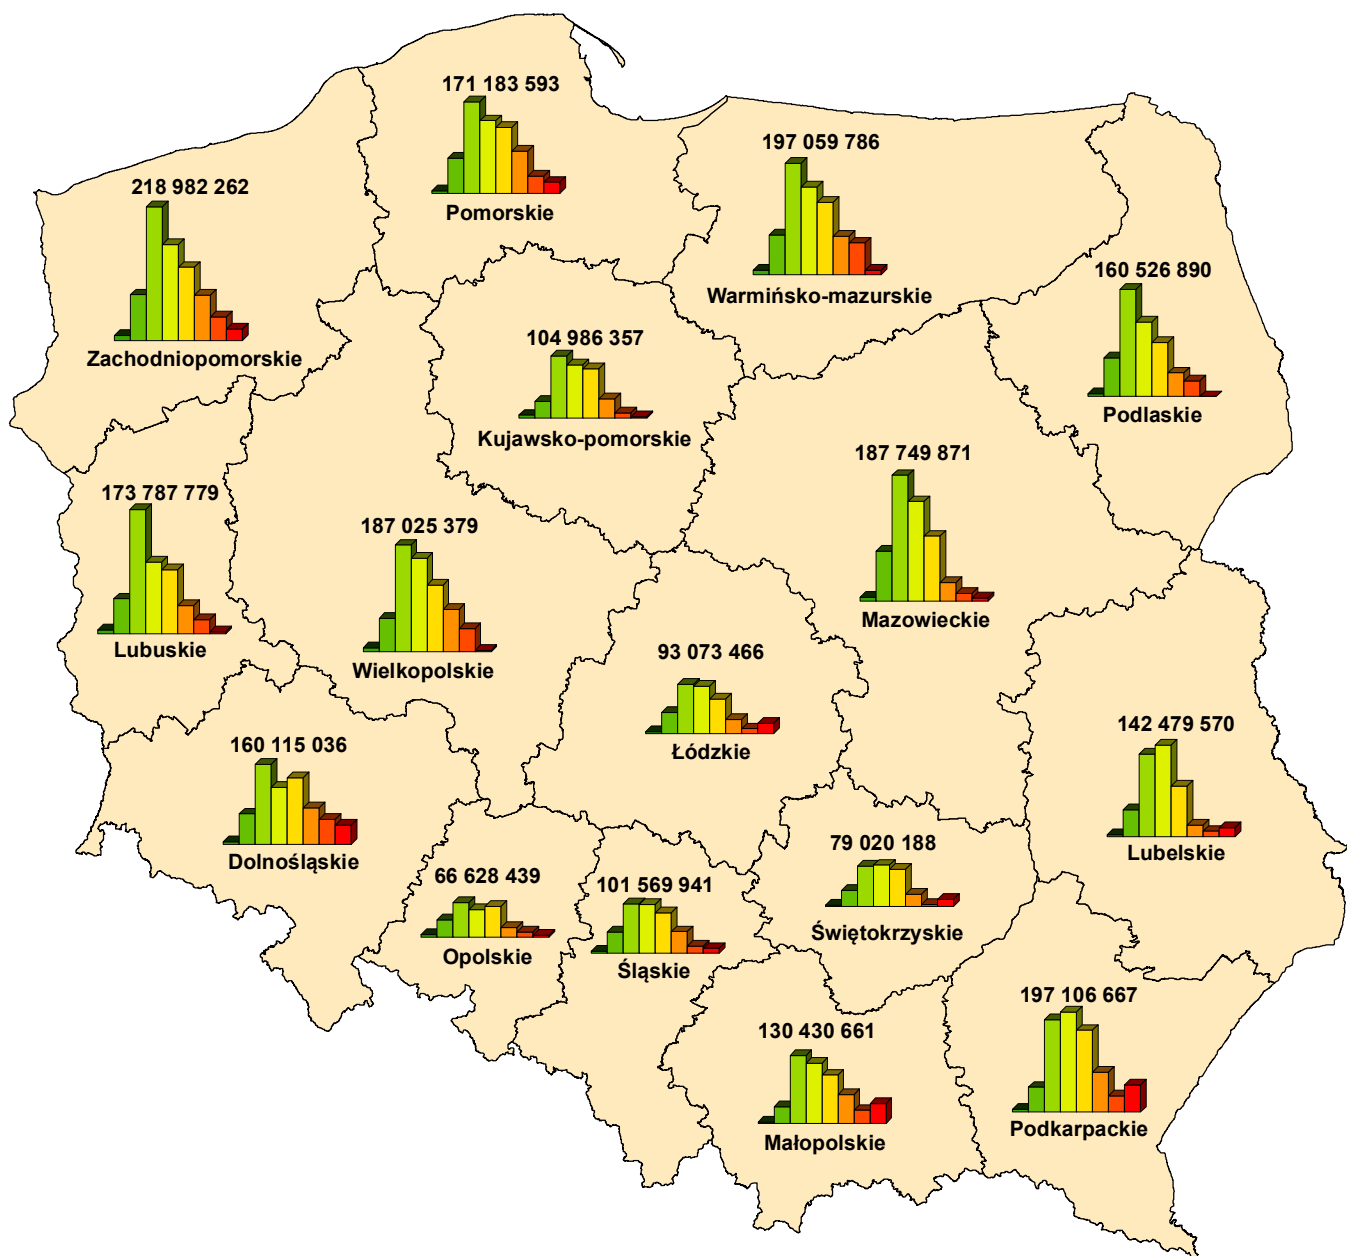 171 183 593
Pomorskie
197 059 786
Warmińsko-mazurskie
218 982 262
Zachodniopomorskie
160 526 890
Podlaskie
104 986 357
Kujawsko-pomorskie
187 749 871
Mazowieckie
173 787 779
Lubuskie
187 025 379
Wielkopolskie
93 073 466
Łódzkie
142 479 570
Lubelskie
160 115 036
Dolnośląskie
66 628 439
Opolskie
101 569 941
Śląskie
79 020 188
Świętokrzyskie
130 430 661
Małopolskie
197 106 667
Podkarpackie